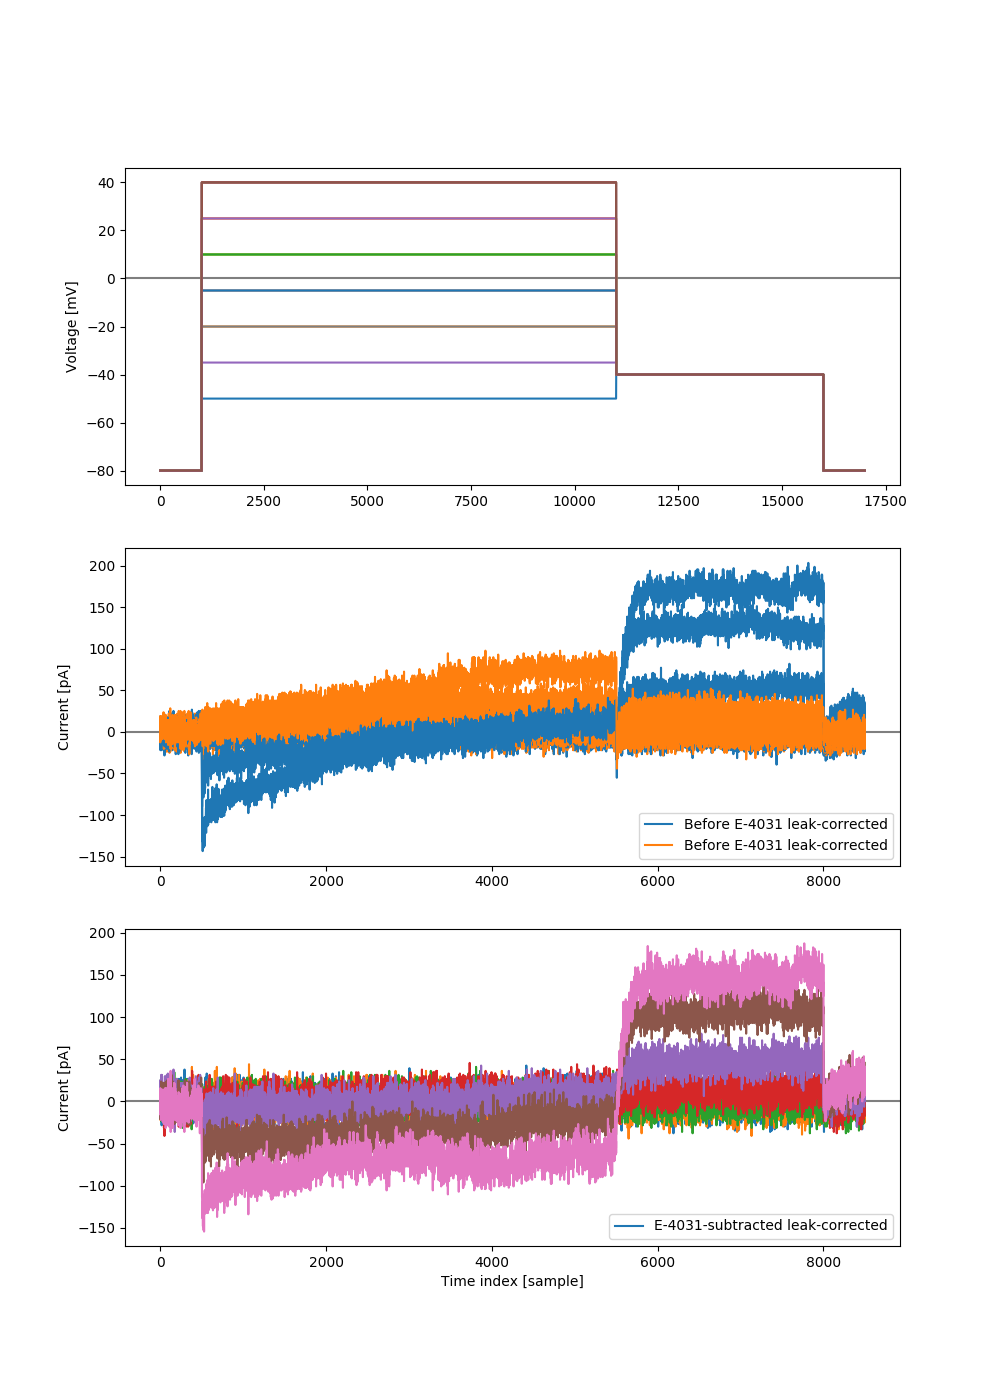 40
20
0
−20
−40
−60
−80
Voltage [mV]
0 2500 5000 7500 10000 12500 15000 17500
200
150
100
50
0
−50
−100
−150
Current [pA]
Before E-4031 leak-corrected
Before E-4031 leak-corrected
0 2000 4000 6000 8000
200
150
100
50
0
−50
−100
−150
Current [pA]
E-4031-subtracted leak-corrected
0 2000 4000 6000 8000
Time index [sample]